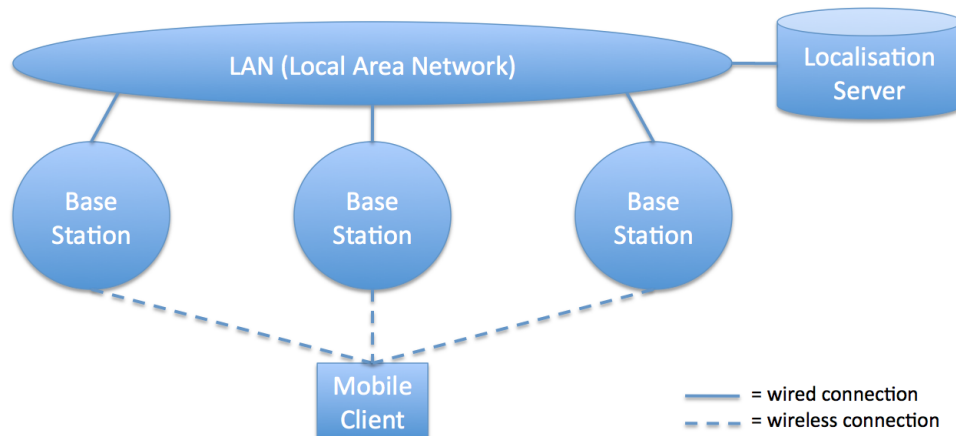 LAN (Local Area Network)
Localisation
Server
Base
Station
Base
Station
Base
Station
Mobile
Client
= wired connection
= wireless connection